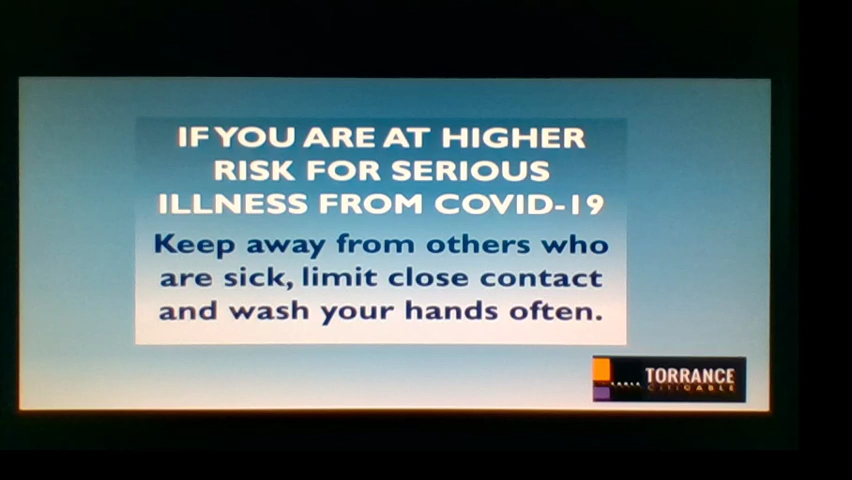 IF YOU ARE AT HIGHER
RISK FOR SERIOUS
ILLNESS FROM COVID-19
Keep away from others who
are sick, limit close contact
and wash your hands often.
TORRANCE
CITICABLE